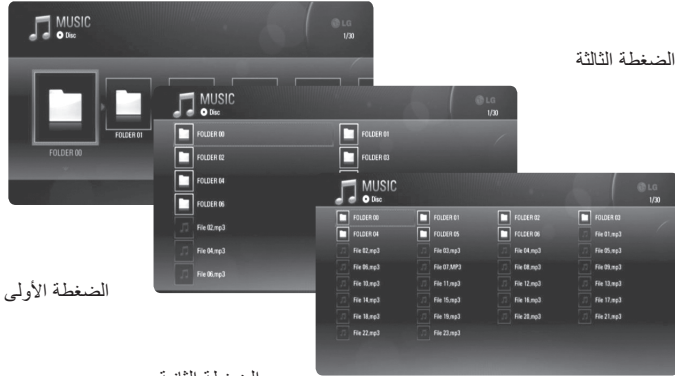 MUSIC
Disc
LG
1/30
FOLDER 00
FOLDER 01
الضغطة الثالثة
MUSIC
Disc
LG
1/30
FOLDER 00 FOLDER 01
FOLDER 02 FOLDER 03
FOLDER 04
FOLDER 06
File 02.mp3
File 04.mp3
File 06.mp3
الضغطة الأولى
MUSIC
Disc
LG
1/30
FOLDER 00 FOLDER 01 FOLDER 02 FOLDER 03
FOLDER 04 FOLDER 05 FOLDER 06 File 01.mp3
File 02.mp3 File 03.mp3 File 04.mp3 File 05.mp3
File 06.mp3 File 07.MP3 File 08.mp3 File 09.mp3
File 10.mp3 File 11.mp3 File 12.mp3 File 13.mp3
File 14.mp3 File 15.mp3 File 16.mp3 File 17.mp3
File 18.mp3 File 19.mp3 File 20.mp3 File 21.mp3
File 22.mp3 File 23.mp3